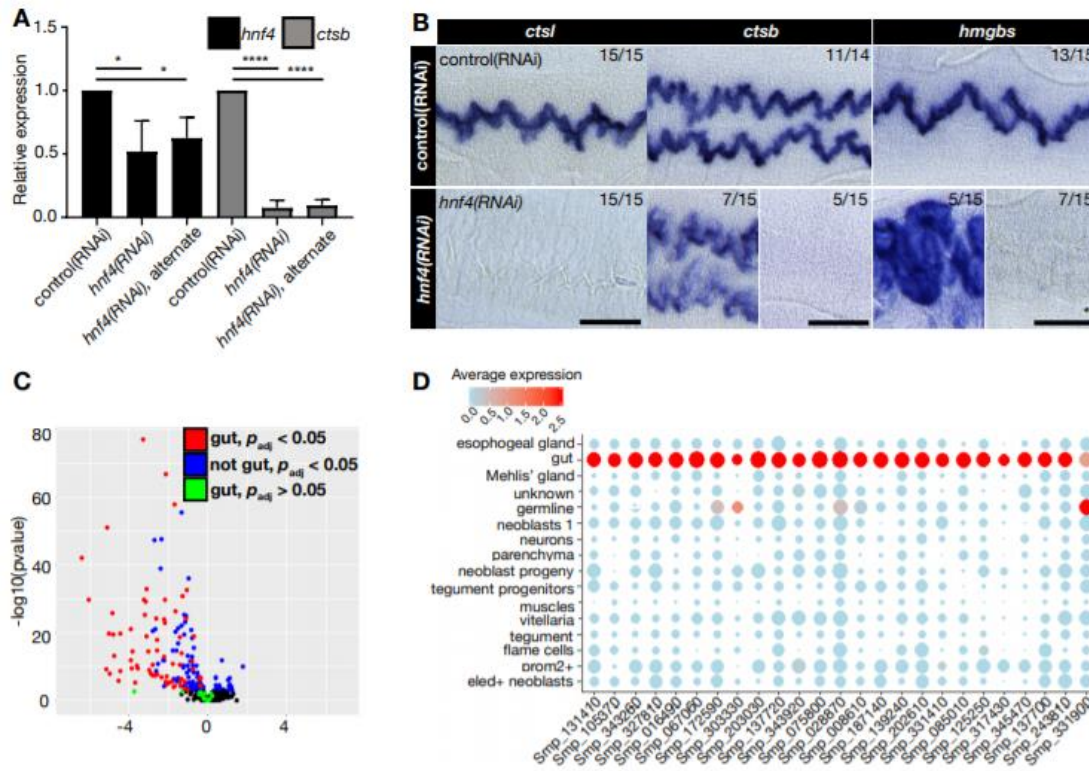 A
1.5
1.0
0.5
0.0
Relative expression
hnf4
ctsb
*
*
****
****
control(RNAi)
hnf4(RNAi)
hnf4(RNAi), alternate
control(RNAi)
hnf4(RNAi)
hnf4(RNAi), alternate
B
ctsl
ctsb
hmgbs
control(RNAi)
control(RNAi)
15/15
11/14
13/15
hnf4(RNAi)
hnf4(RNAi)
15/15
7/15
5/15
5/15
7/15
C
gut, padj < 0.05
not gut, padj < 0.05
gut, padj > 0.05
80
60
40
20
0
-log10(pvalue)
-4
0
4
D
Average expression
0.0
0.5
1.0
1.5
2.0
2.5
esophogeal gland
gut
Mehlis' gland
unknown
germline
neoblasts 1
neurons
parenchyma
neoblast progeny
tegument progenitors
muscles
vitellaria
tegument
flame cells
prom2+
eled+ neoblasts
Smp_131410
Smp_105370
Smp_343260
Smp_327610
Smp_016490
Smp_172590
Smp_303330
Smp_203030
Smp_137720
Smp_343920
Smp_075800
Smp_028870
Smp_008610
Smp_187140
Smp_139240
Smp_202610
Smp_331410
Smp_085010
Smp_125250
Smp_317430
Smp_345470
Smp_137700
Smp_243810
Smp_331900